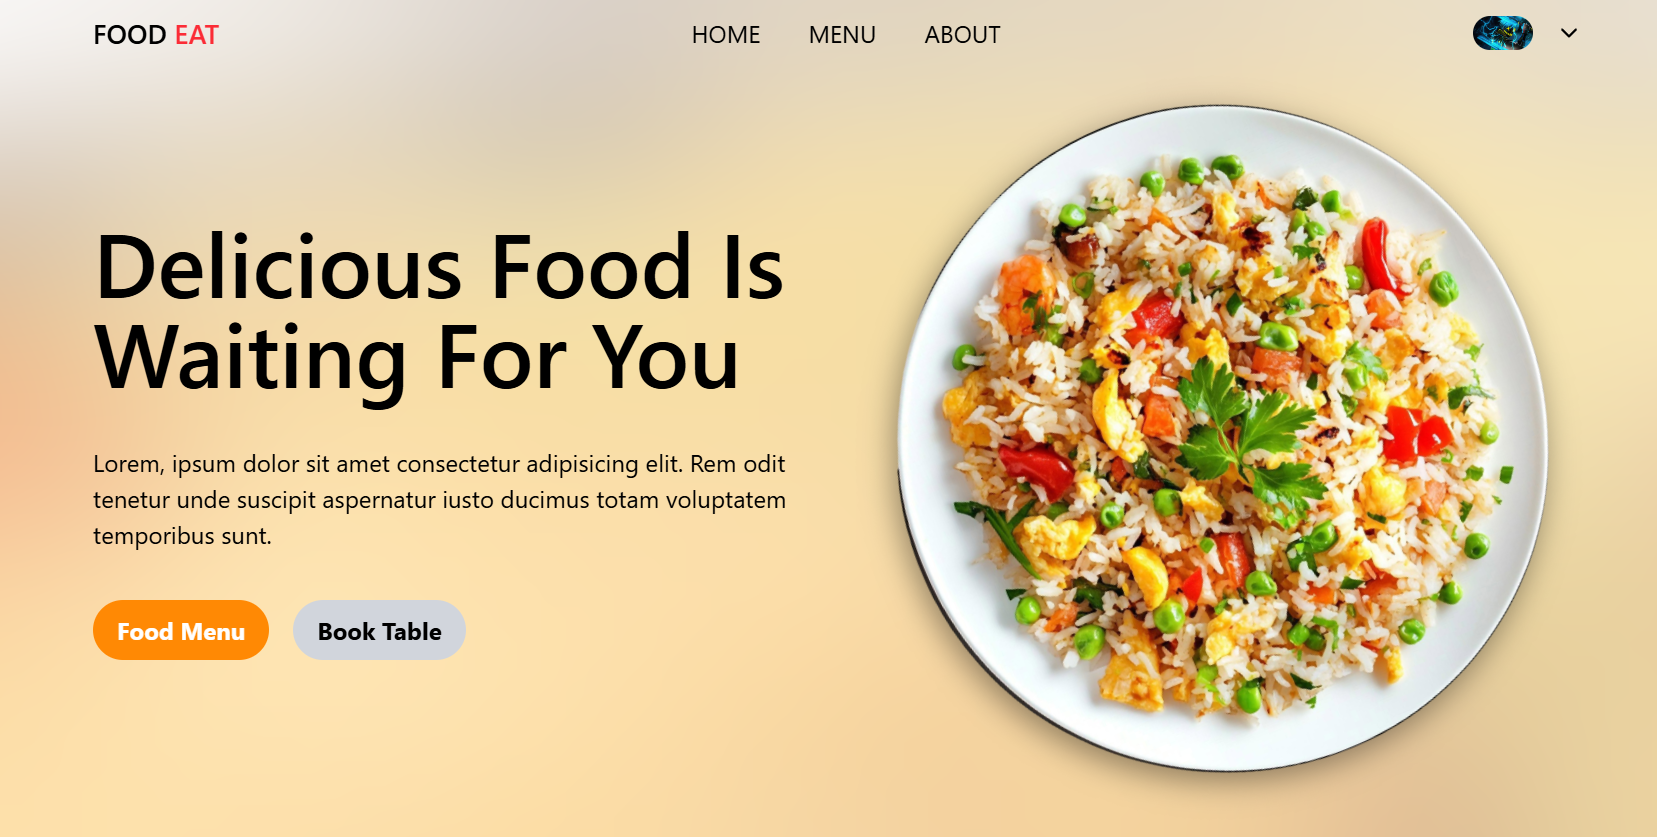 FOOD EAT
HOME
MENU
ABOUT
Delicious Food Is
Waiting For You
Lorem, ipsum dolor sit amet consectetur adipisicing elit. Rem odit
tenetur unde suscipit aspernatur iusto ducimus totam voluptatem
temporibus sunt.
Food Menu
Book Table